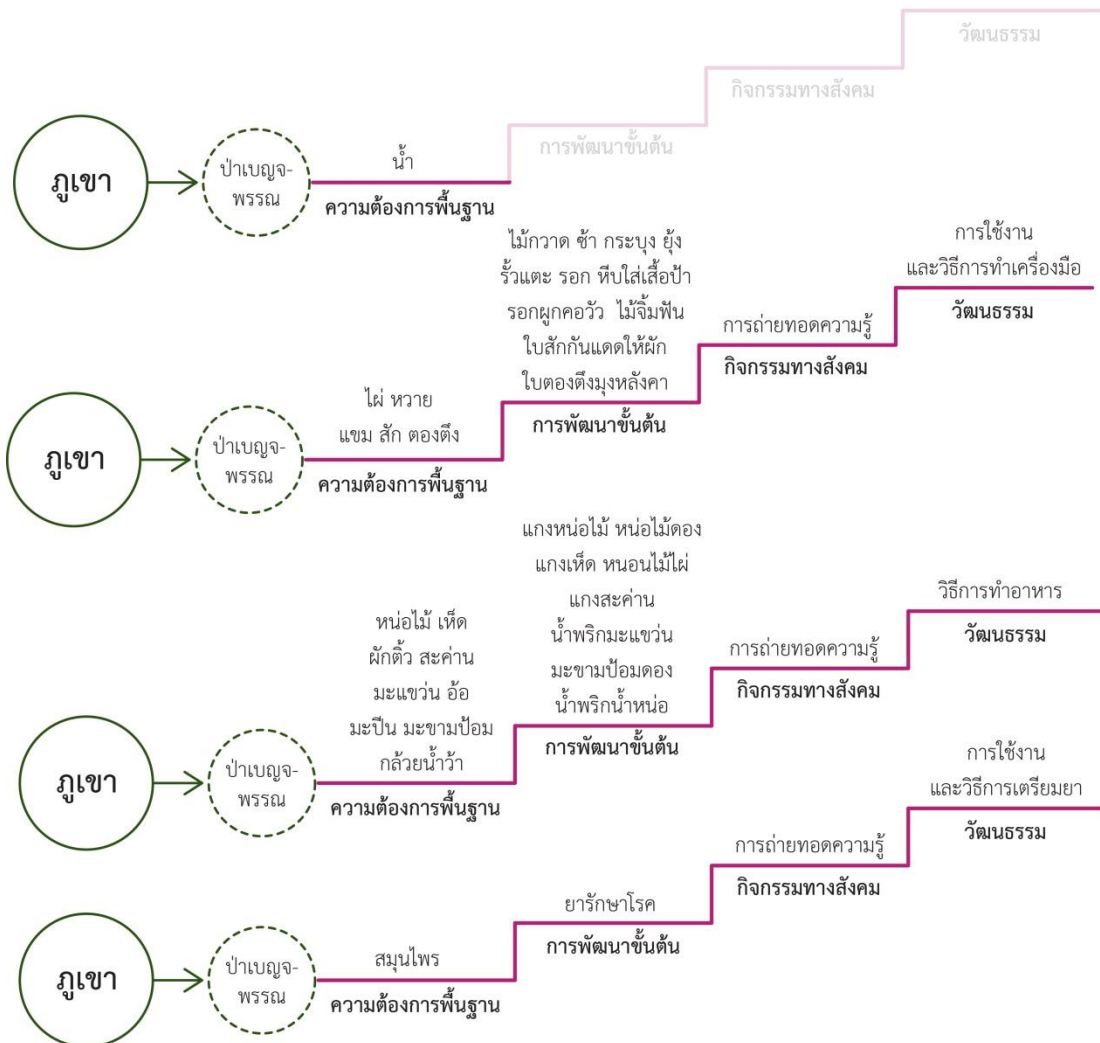 วัฒนธรรม
กิจกรรมทางสังคม
การพัฒนาขั้นต้น
ภูเขา
ป่าเบญจ-
พรรณ
น้ำ
ความต้องการพื้นฐาน
การใช้งาน
และวิธีการทำเครื่องมือ
วัฒนธรรม
การถ่ายทอดความรู้
กิจกรรมทางสังคม
ไม้กวาด ซ้า กระบุง ยุ้ง
รั้วแตะ รอก หีบใส่เสื้อป้า
รอกผูกคอวัว ไม้จิ้มฟัน
ใบสักกันแดดให้ผัก
ใบตองตึงมุงหลังคา
การพัฒนาขั้นต้น
ไผ่ หวาย
แขม สัก ตองตึง
ความต้องการพื้นฐาน
ภูเขา
ป่าเบญจ-
พรรณ
วิธีการทำอาหาร
วัฒนธรรม
การถ่ายทอดความรู้
กิจกรรมทางสังคม
แกงหน่อไม้ หน่อไม้ดอง
แกงเห็ด หนอนไม้ไผ่
แกงสะค่าน
น้ำพริกมะแขว่น
มะขามป้อมดอง
น้ำพริกน้ำหน่อ
การพัฒนาขั้นต้น
หน่อไม้ เห็ด
ผักติ้ว สะค่าน
มะแขว่น อ้อ
มะปีน มะขามป้อม
กล้วยน้ำว้า
ความต้องการพื้นฐาน
ภูเขา
ป่าเบญจ-
พรรณ
การใช้งาน
และวิธีการเตรียมยา
วัฒนธรรม
การถ่ายทอดความรู้
กิจกรรมทางสังคม
ยารักษาโรค
การพัฒนาขั้นต้น
สมุนไพร
ความต้องการพื้นฐาน
ภูเขา
ป่าเบญจ-
พรรณ